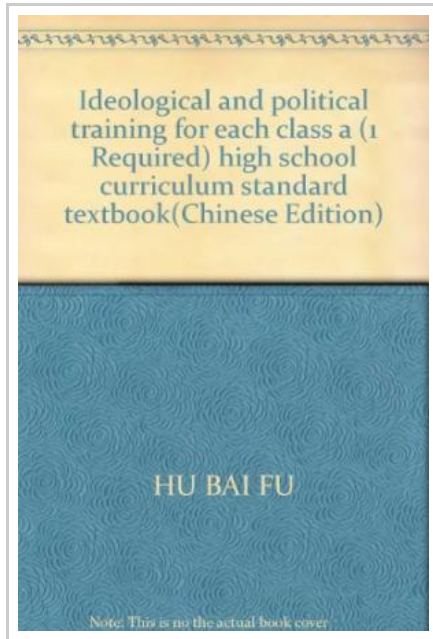 Ideological and political
training for each class a (1
Required) high school
curriculum standard
textbook(Chinese Edition)
HU BAI FU
Note: This is no the actual book cover